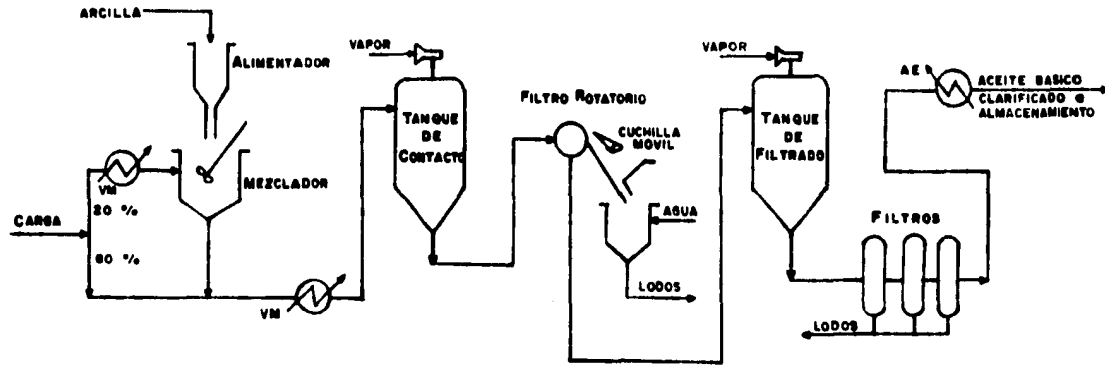 ARCILLA
ALIMENTADOR
MEZCLADOR
VM
20 %
CARGA
80 %
VM
VAPOR
TANQUE
DE
CONTACTO
FILTRO ROTATORIO
CUCHILLA
MOVIL
AGUA
LODOS
VAPOR
TANQUE
DE
FILTRADO
AE
ACEITE BASICO
CLARIFICADO A
ALMACENAMIENTO
FILTROS
LODOS